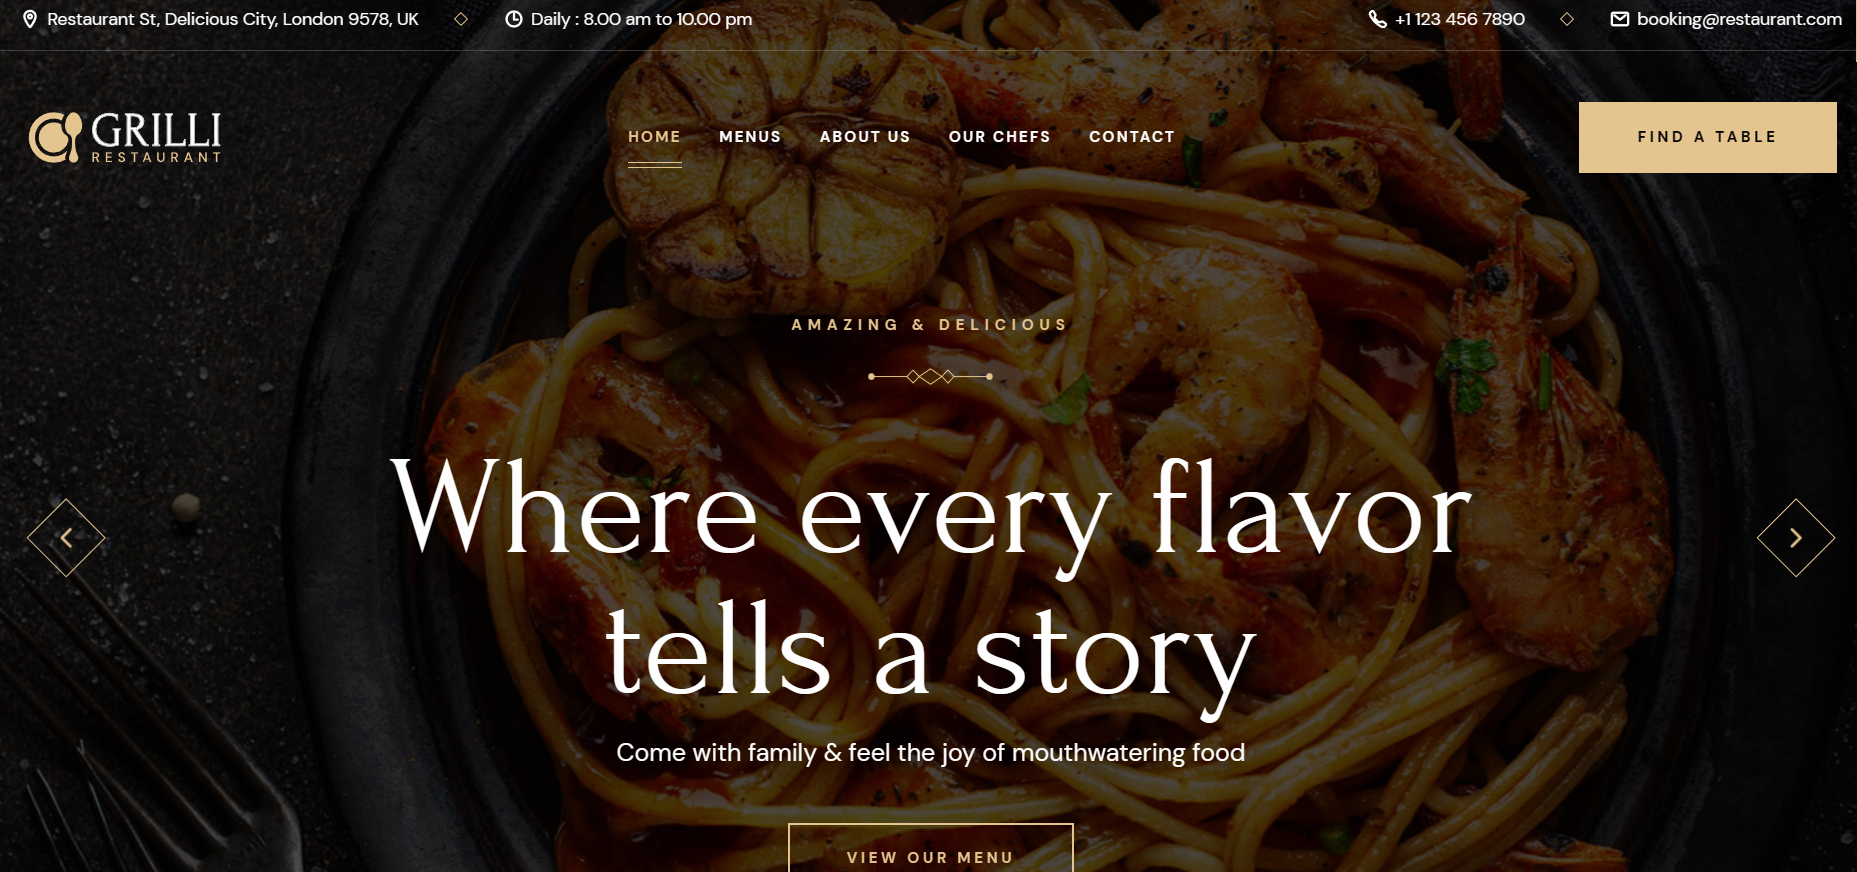 Restaurant St, Delicious City, London 9578, UK
Daily : 8.00 am to 10.00 pm
+1 123 456 7890
booking@restaurant.com
GRILLI
RESTAURANT
HOME
MENUS
ABOUT US
OUR CHEFS
CONTACT
FIND A TABLE
AMAZING & DELICIOUS
Where every flavor
tells a story
Come with family & feel the joy of mouthwatering food
VIEW OUR MENU